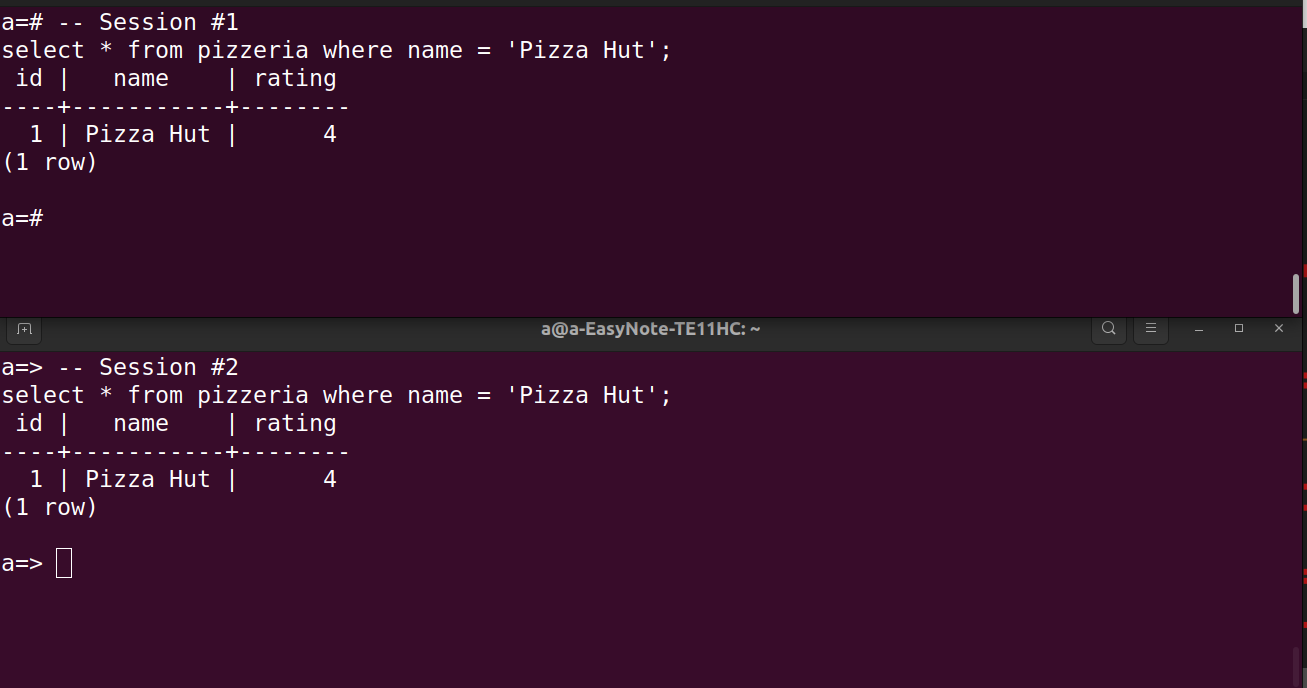 a=# -- Session #1
select * from pizzeria where name = 'Pizza Hut';
 id |   name    | rating
----+-----------+--------
  1 | Pizza Hut |      4
(1 row)
a=#
a@a-EasyNote-TE11HC: ~
a=> -- Session #2
select * from pizzeria where name = 'Pizza Hut';
 id |   name    | rating
----+-----------+--------
  1 | Pizza Hut |      4
(1 row)
a=>